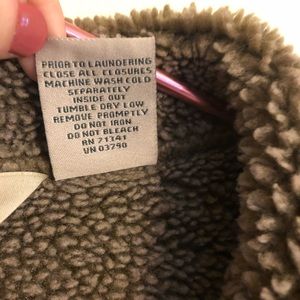 PRIOR TO LAUNDERING
CLOSE ALL CLOSURES
MACHINE WASH COLD
SEPARATELY
INSIDE OUT
TUMBLE DRY LOW
REMOVE PROMPTLY
DO NOT IRON
DO NOT BLEACH
RN 71341
VN 03790